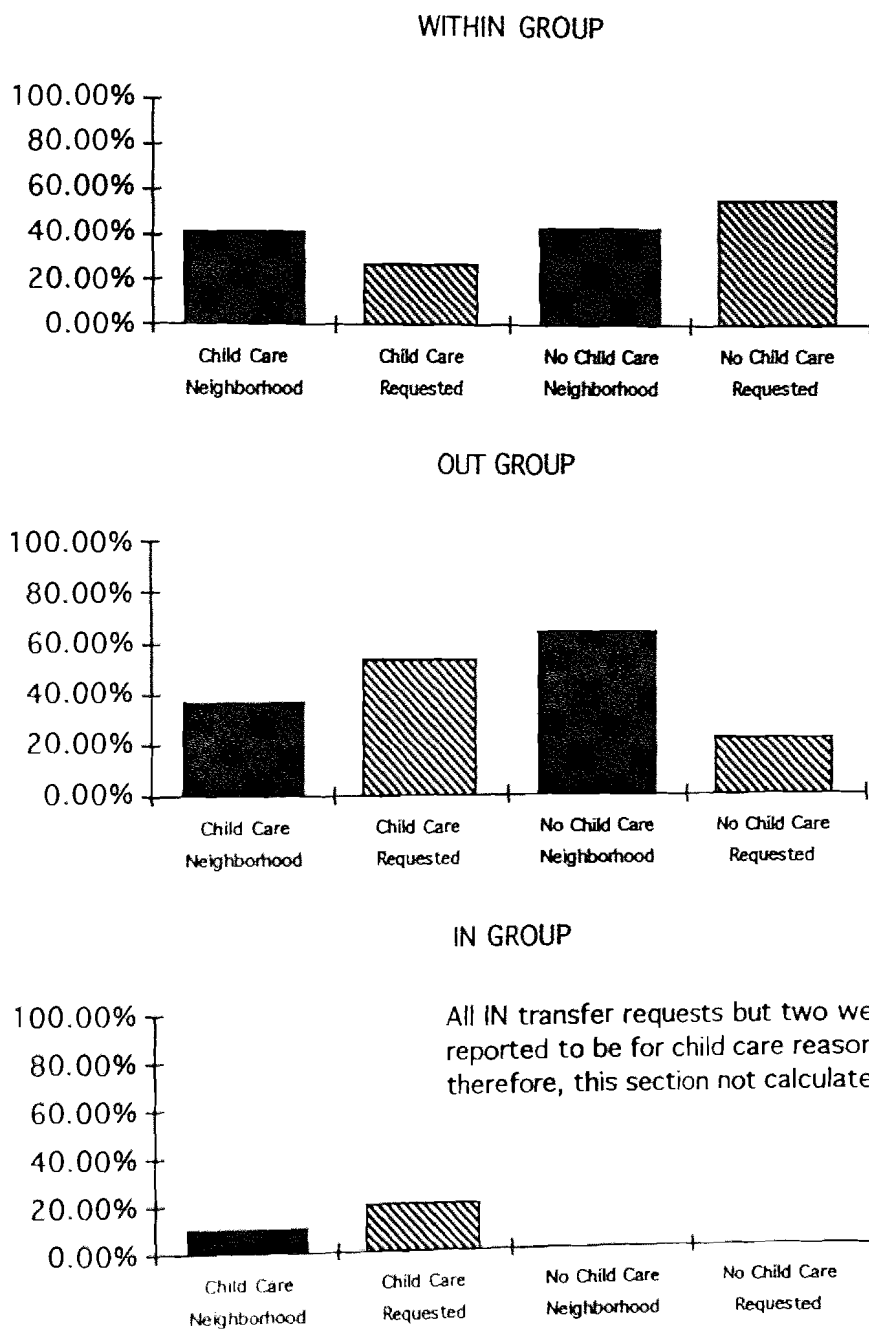 WITHIN GROUP
100.00%
80.00%
60.00%
40.00%
20.00%
0.00%
Child Care Child Care No Child Care No Child Care
Neighborhood Requested Neighborhood Requested
OUT GROUP
100.00%
80.00%
60.00%
40.00%
20.00%
0.00%
Child Care Child Care No Child Care No Child Care
Neighborhood Requested Neighborhood Requested
IN GROUP
All IN transfer requests but two we
reported to be for child care reason
therefore, this section not calculate
100.00%
80.00%
60.00%
40.00%
20.00%
0.00%
Child Care Child Care No Child Care No Child Care
Neighborhood Requested Neighborhood Requested